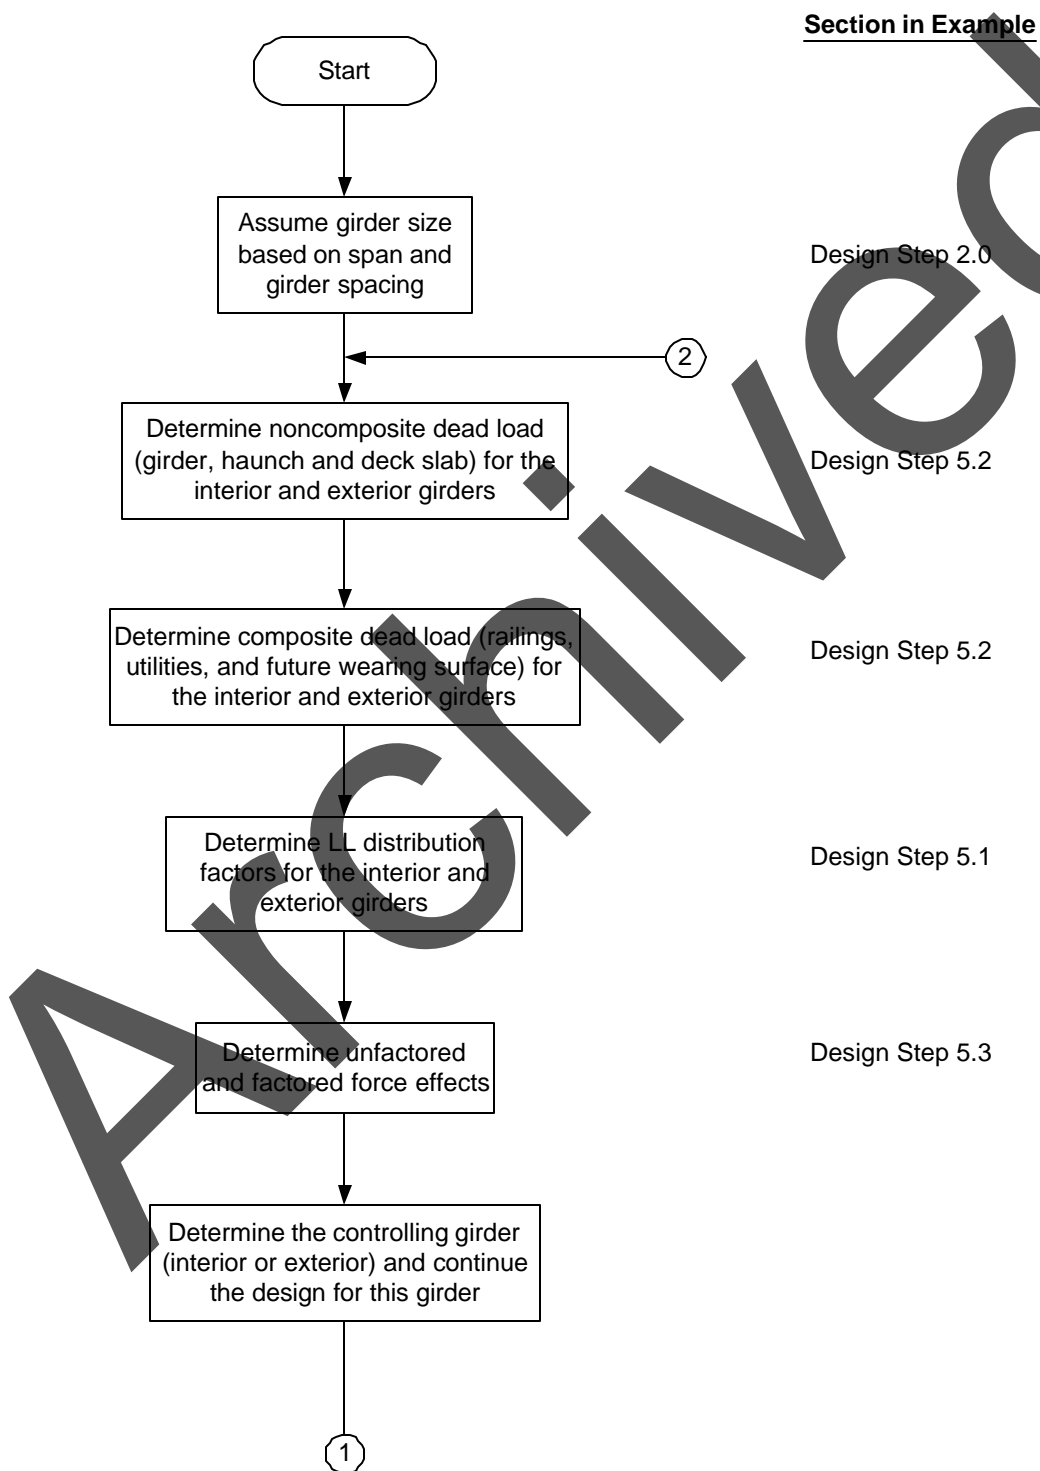 Section in Example
Start
Assume girder size
based on span and
girder spacing
Design Step 2.0
2
Determine noncomposite dead load
(girder, haunch and deck slab) for the
interior and exterior girders
Design Step 5.2
Determine composite dead load (railings,
utilities, and future wearing surface) for
the interior and exterior girders
Design Step 5.2
Determine LL distribution
factors for the interior and
exterior girders
Design Step 5.1
Determine unfactored
and factored force effects
Design Step 5.3
Determine the controlling girder
(interior or exterior) and continue
the design for this girder
1
Archived